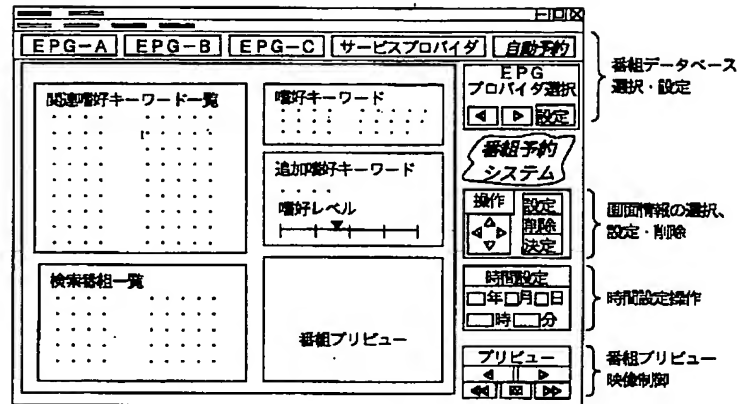 EPG-A EPG-B EPG-C サービスプロバイダ 自動予約
関連嗜好キーワード一覧
嗜好キーワード
追加嗜好キーワード
嗜好レベル
検索番組一覧
番組プリビュー
EPG
プロバイダ選択
設定
番組予約
システム
操作
設定
削除
決定
時間設定
年 月 日
時 分
プリビュー
番組データベース
選択・設定
画面情報の選択、
設定・削除
時間設定操作
番組プリビュー
映像制御